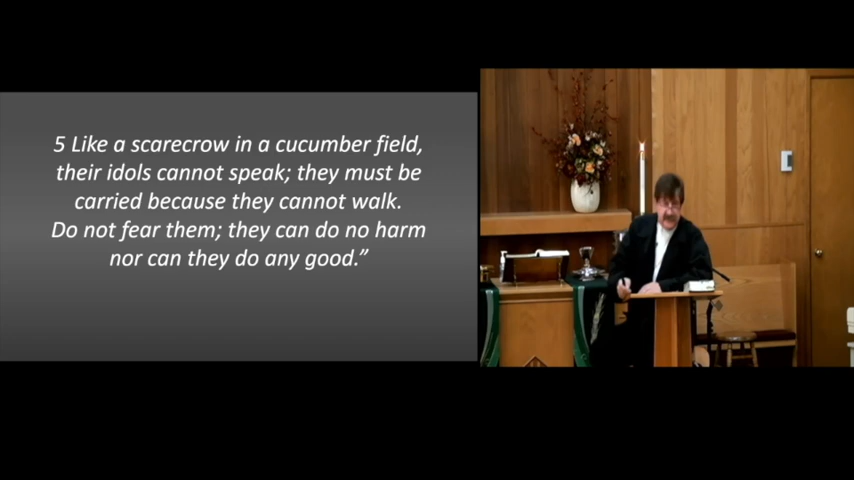 5 Like a scarecrow in a cucumber field,
their idols cannot speak; they must be
carried because they cannot walk.
Do not fear them; they can do no harm
nor can they do any good.”